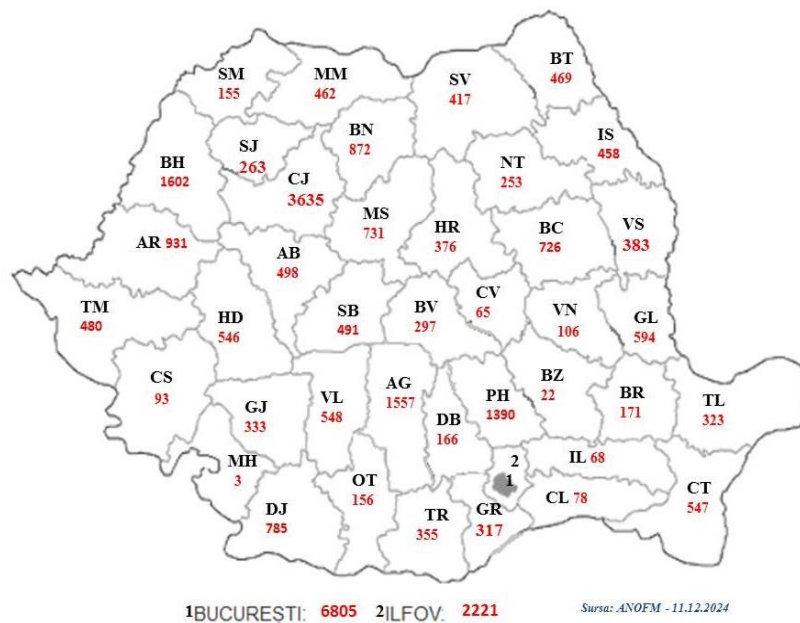 BT
469
SM
155
MM
462
SV
417
BN
872
IS
458
SJ
263
NT
253
BH
1602
CJ
3635
MS
731
HR
376
BC
726
VS
383
AR 931
AB
498
TM
480
HD
546
SB
491
BV
297
CV
65
VN
106
GL
594
CS
93
GJ
333
VL
548
AG
1557
PH
1390
BZ
22
BR
171
TL
323
DB
166
MH
3
DJ
785
OT
156
TR
355
GR
317
2
1
IL 68
CL 78
CT
547
1BUCURESTI: 6805 2ILFOV: 2221
Sursa: ANOFM - 11.12.2024